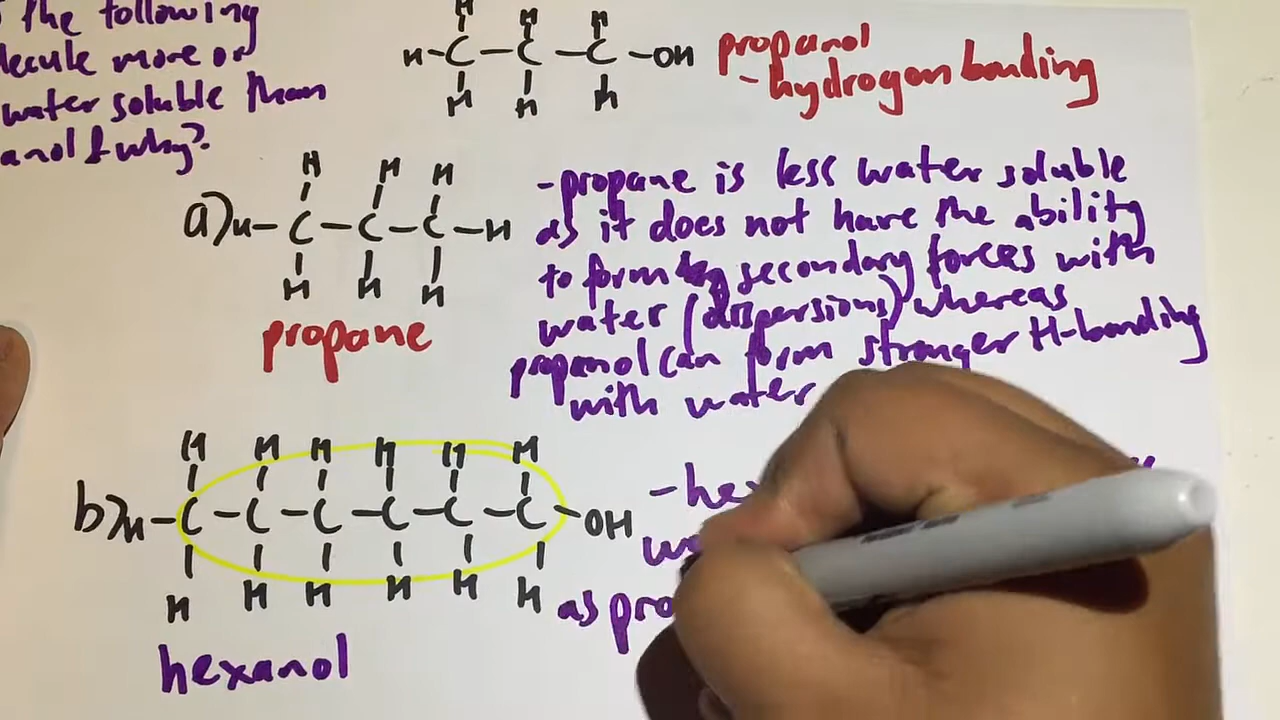 the following
lecule more or
water soluble than
anol & why?
H H H
H-C-C-C-OH
H H H
propanol
-hydrogen bonding
H H H
a) H-C-C-C-H
H H H
propane
-propane is less water soluble
as it does not have the ability
to form secondary forces with
water (dispersions) whereas
propanol can form stronger H-bonding
with water
H H H H H H
b) H-C-C-C-C-C-C-OH
H H H H H H
hexanol
-hex
as pro